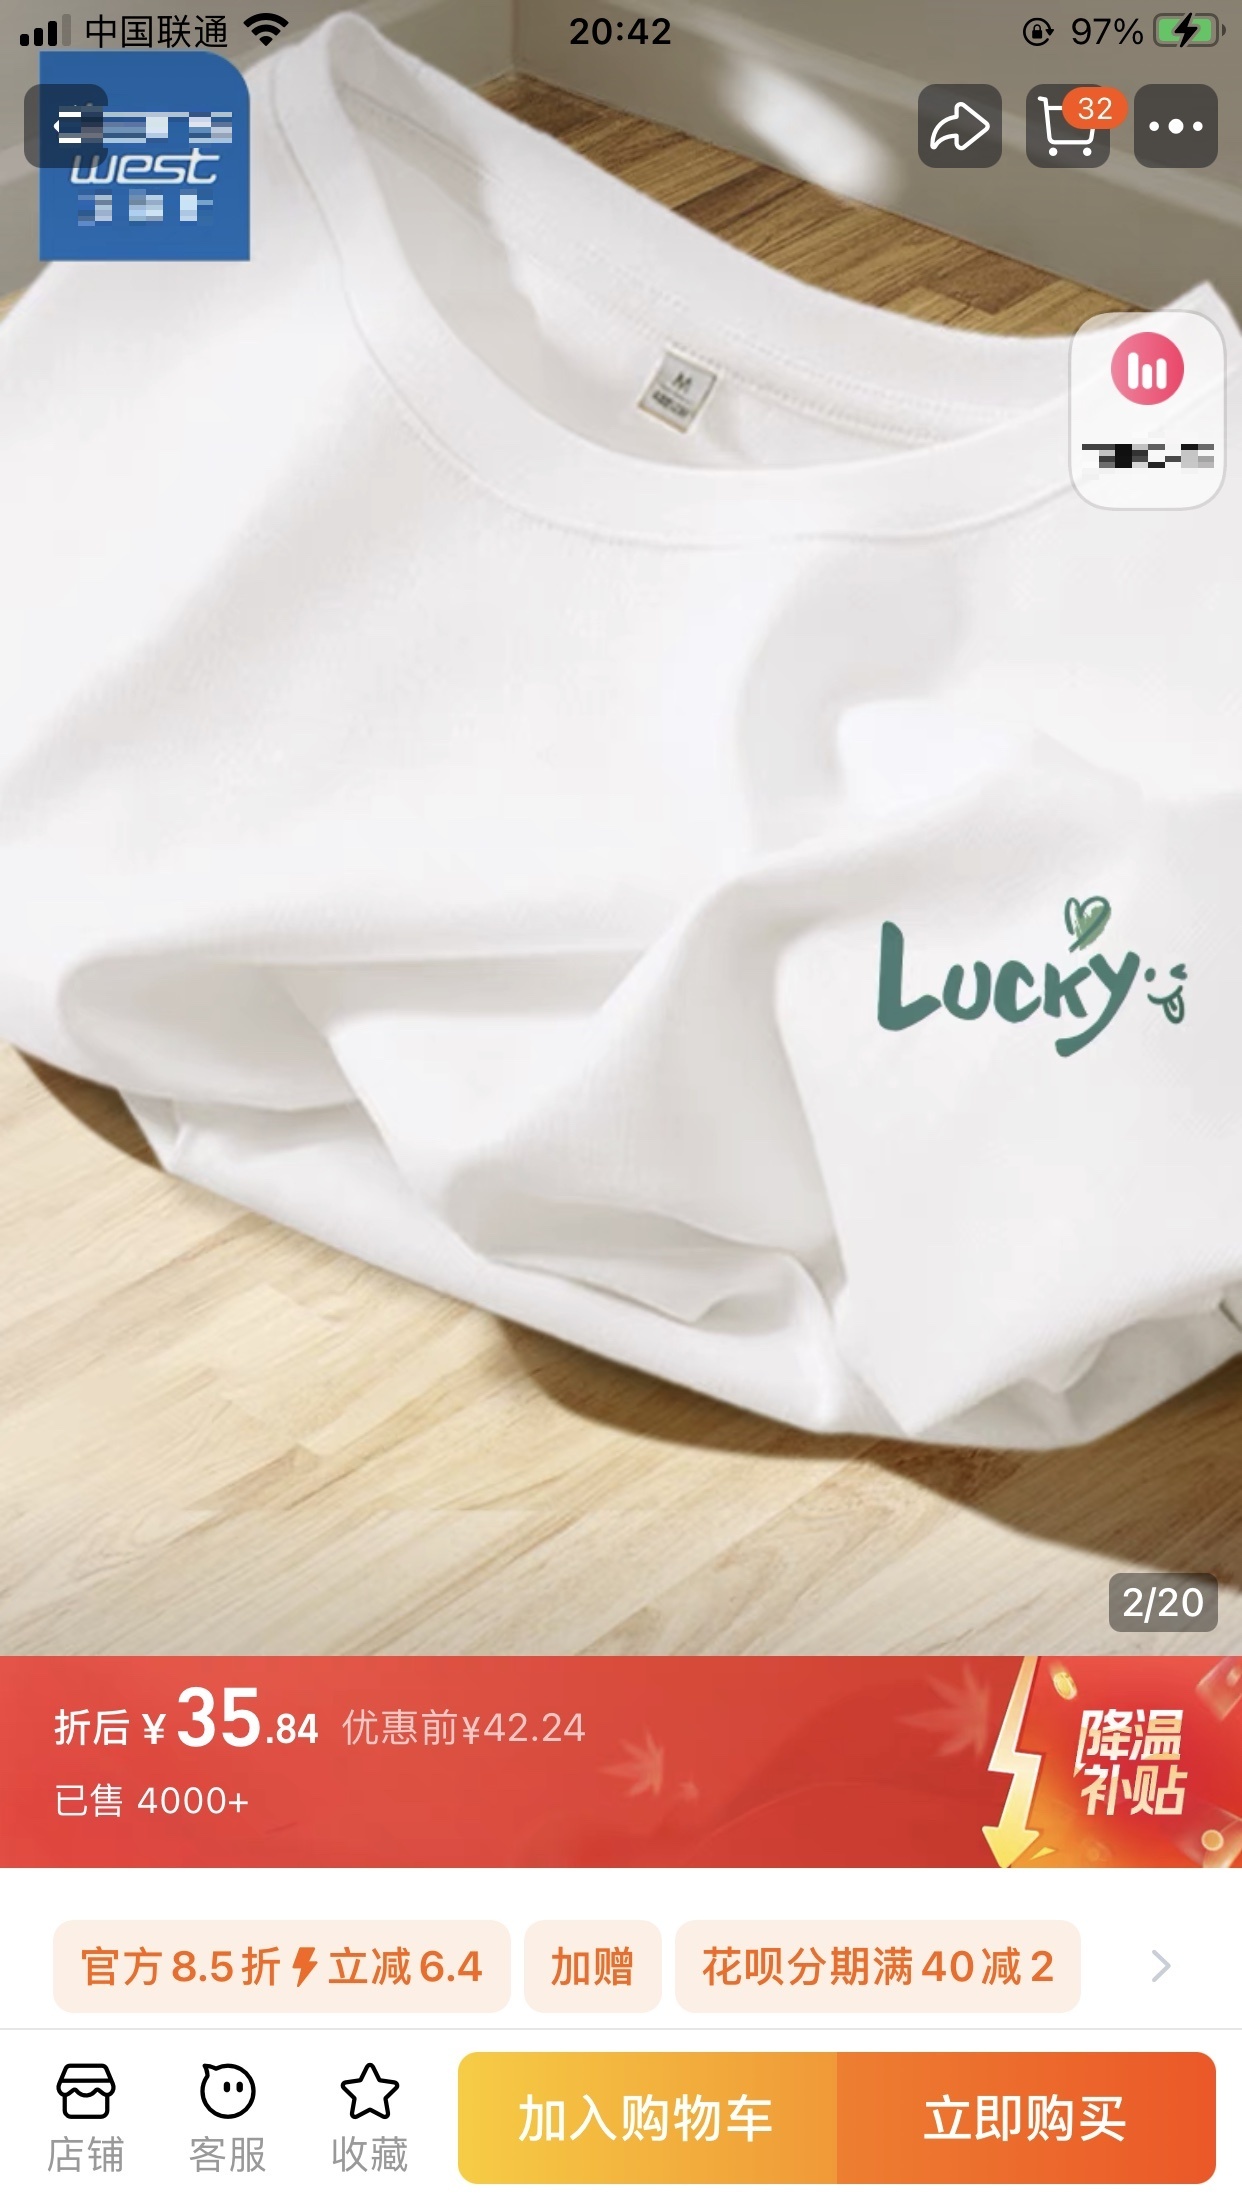 中国联通
20:42
97%
west
32
M
Lucky
2/20
折后 ¥35.84 优惠前¥42.24
已售 4000+
降温
补贴
官方8.5折 立减6.4
加赠
花呗分期满40减2
店铺
客服
收藏
加入购物车
立即购买